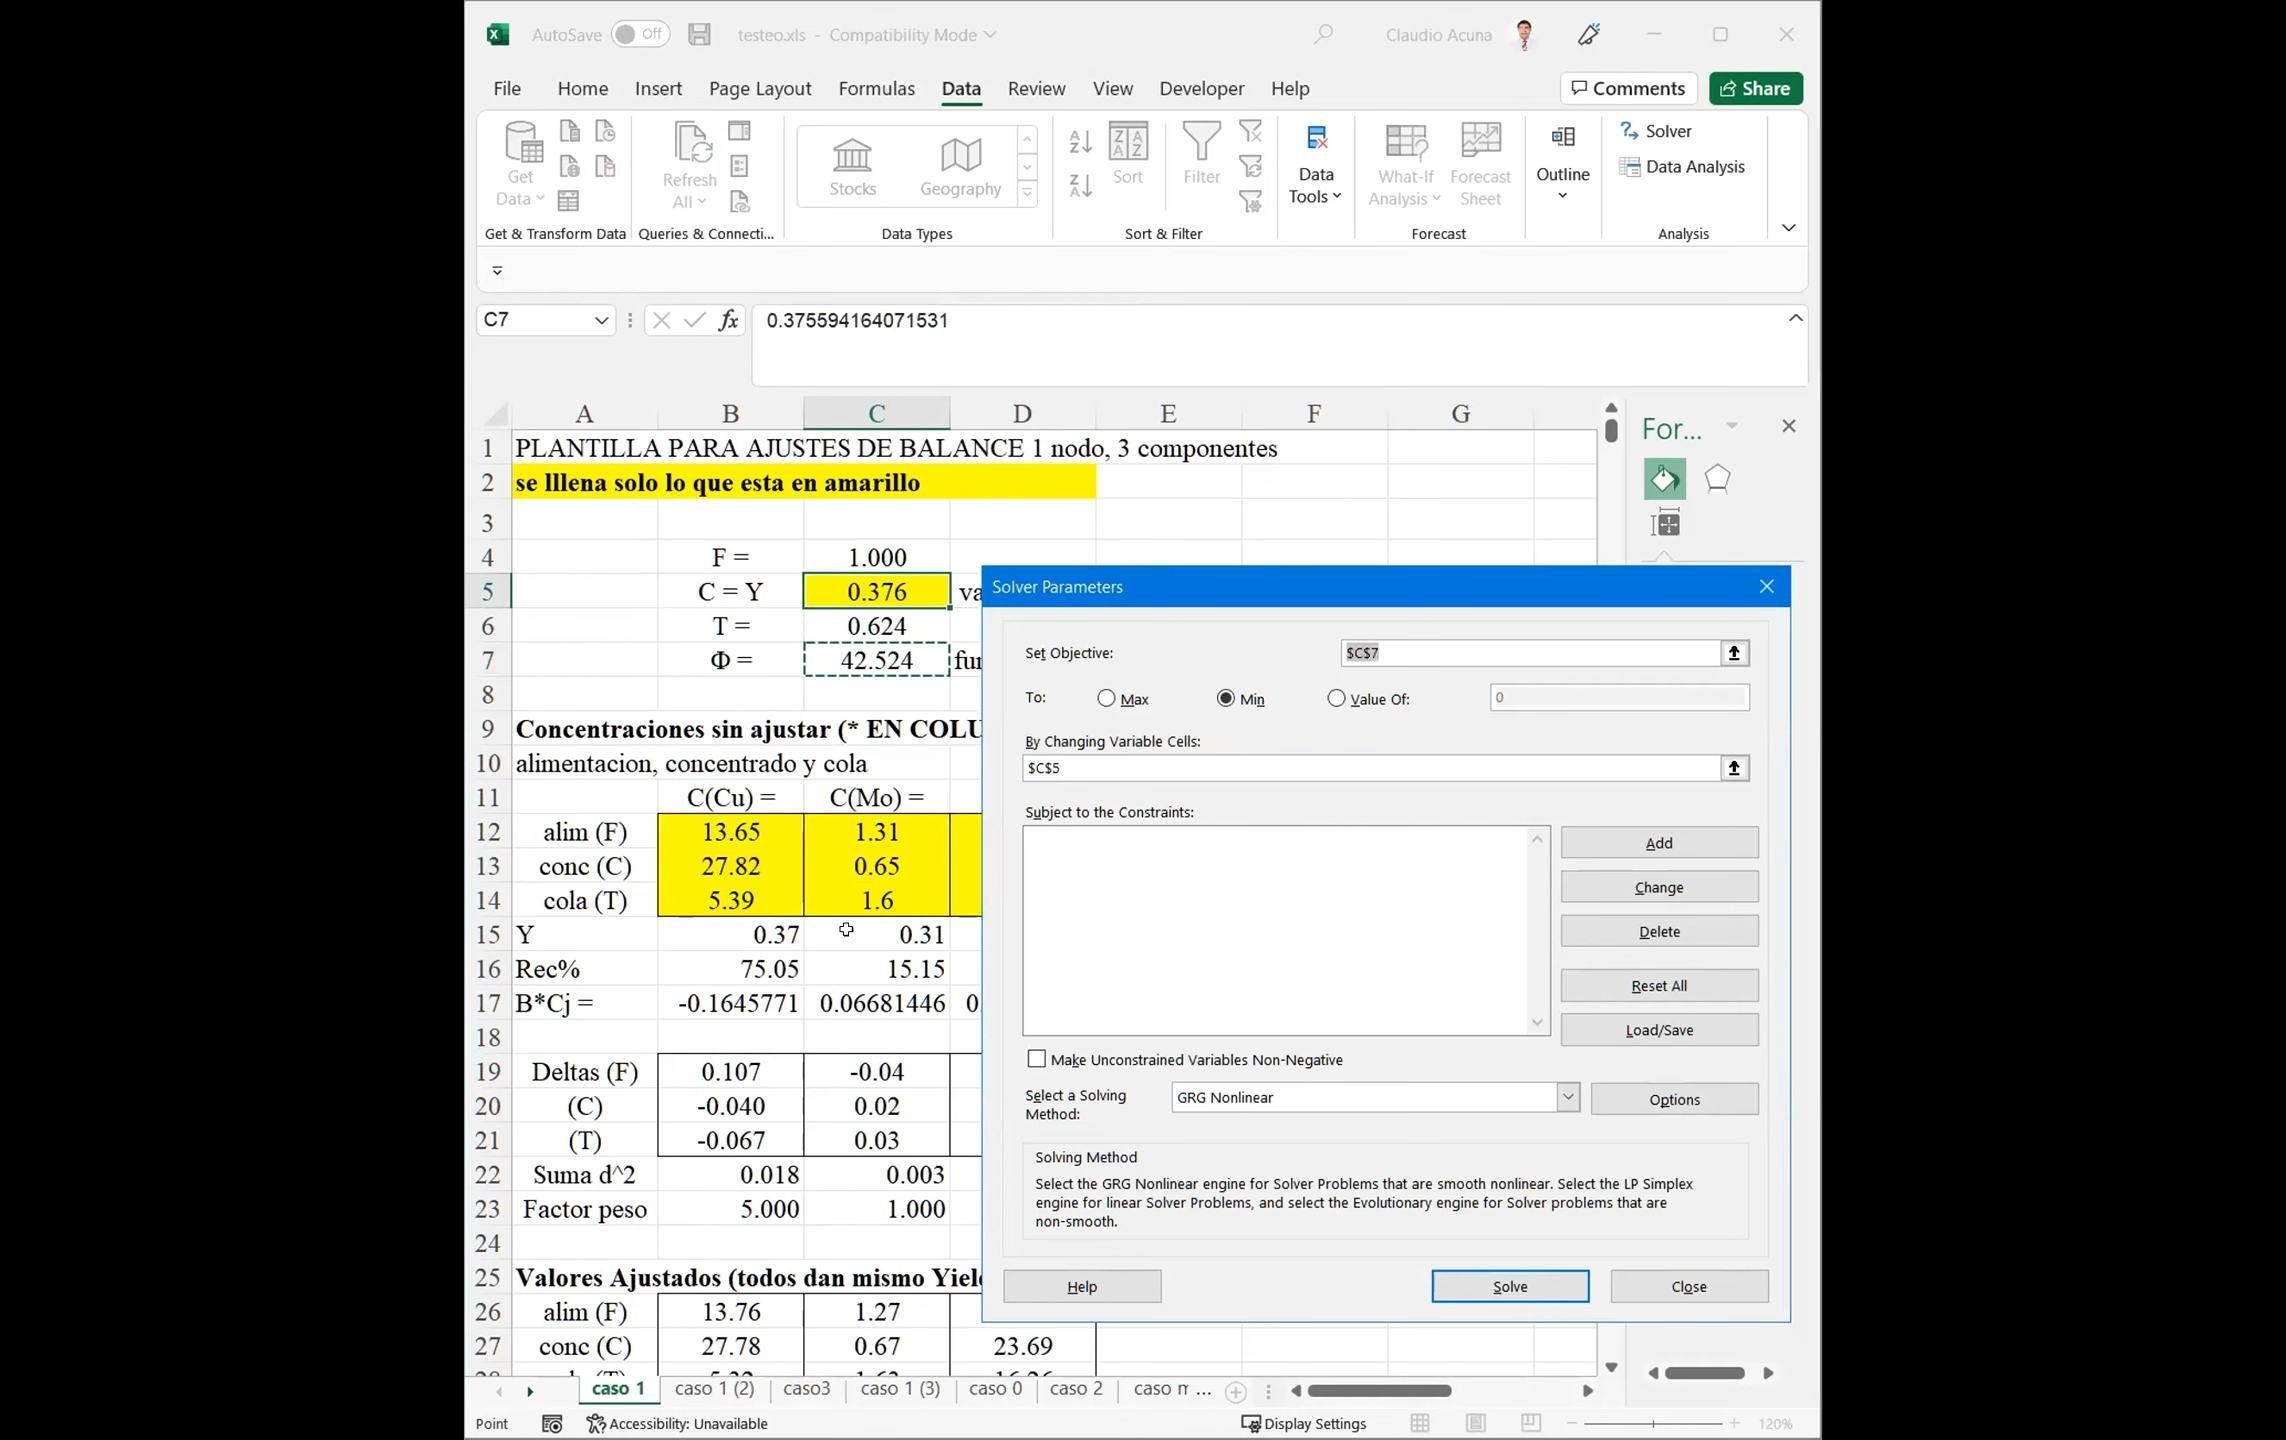 AutoSave Off testeo.xls - Compatibility Mode Claudio Acuna
File Home Insert Page Layout Formulas Data Review View Developer Help Comments Share
Get Data
Refresh All
Stocks
Geography
Sort
Filter
Data Tools
What-If Analysis
Forecast Sheet
Outline
Solver
Data Analysis
Get & Transform Data Queries & Connecti... Data Types Sort & Filter Forecast Analysis
C7 fx 0.375594164071531
A B C D E F G
For...
1 PLANTILLA PARA AJUSTES DE BALANCE 1 nodo, 3 componentes
2 se lllena solo lo que esta en amarillo
3
4 F = 1.000
5 C = Y 0.376 va
6 T = 0.624
7 Φ = 42.524 fun
8
9 Concentraciones sin ajustar (* EN COLU
10 alimentacion, concentrado y cola
11 C(Cu) = C(Mo) =
12 alim (F) 13.65 1.31
13 conc (C) 27.82 0.65
14 cola (T) 5.39 1.6
15 Y 0.37 0.31
16 Rec% 75.05 15.15
17 B*Cj = -0.1645771 0.06681446 0.
18
19 Deltas (F) 0.107 -0.04
20 (C) -0.040 0.02
21 (T) -0.067 0.03
22 Suma d^2 0.018 0.003
23 Factor peso 5.000 1.000
24
25 Valores Ajustados (todos dan mismo Yield
26 alim (F) 13.76 1.27
27 conc (C) 27.78 0.67 23.69
Solver Parameters
Set Objective: $C$7
To: Max Min Value Of: 0
By Changing Variable Cells:
$C$5
Subject to the Constraints:
Add
Change
Delete
Reset All
Load/Save
Make Unconstrained Variables Non-Negative
Select a Solving Method: GRG Nonlinear Options
Solving Method
Select the GRG Nonlinear engine for Solver Problems that are smooth nonlinear. Select the LP Simplex
engine for linear Solver Problems, and select the Evolutionary engine for Solver problems that are
non-smooth.
Help Solve Close
caso 1 caso 1 (2) caso3 caso 1 (3) caso 0 caso 2 caso m ...
Point Accessibility: Unavailable Display Settings 120%